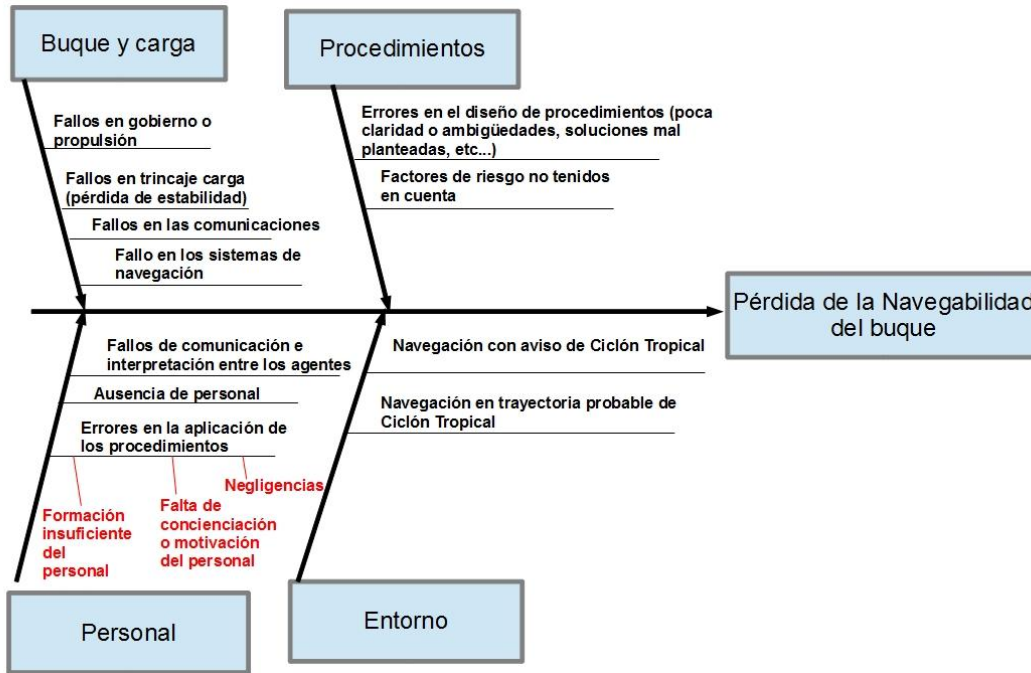 Buque y carga
Procedimientos
Fallos en gobierno o
propulsión
Fallos en trincaje carga
(pérdida de estabilidad)
Fallos en las comunicaciones
Fallo en los sistemas de
navegación
Errores en el diseño de procedimientos (poca
claridad o ambigüedades, soluciones mal
planteadas, etc...)
Factores de riesgo no tenidos
en cuenta
Pérdida de la Navegabilidad
del buque
Fallos de comunicación e
interpretación entre los agentes
Ausencia de personal
Errores en la aplicación de
los procedimientos
Formación
insuficiente
del
personal
Falta de
concienciación
o motivación
del personal
Negligencias
Navegación con aviso de Ciclón Tropical
Navegación en trayectoria probable de
Ciclón Tropical
Personal
Entorno